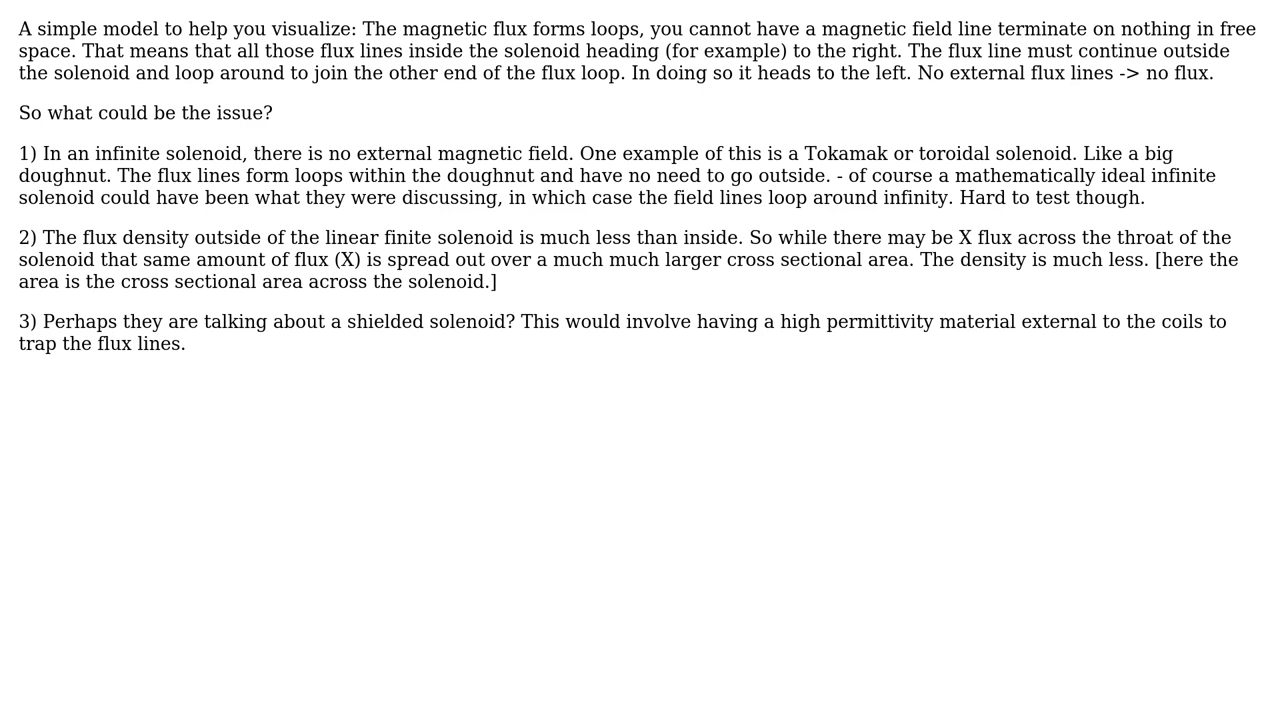 A simple model to help you visualize: The magnetic flux forms loops, you cannot have a magnetic field line terminate on nothing in free
space. That means that all those flux lines inside the solenoid heading (for example) to the right. The flux line must continue outside
the solenoid and loop around to join the other end of the flux loop. In doing so it heads to the left. No external flux lines -> no flux.
So what could be the issue?
1) In an infinite solenoid, there is no external magnetic field. One example of this is a Tokamak or toroidal solenoid. Like a big
doughnut. The flux lines form loops within the doughnut and have no need to go outside. - of course a mathematically ideal infinite
solenoid could have been what they were discussing, in which case the field lines loop around infinity. Hard to test though.
2) The flux density outside of the linear finite solenoid is much less than inside. So while there may be X flux across the throat of the
solenoid that same amount of flux (X) is spread out over a much much larger cross sectional area. The density is much less. [here the
area is the cross sectional area across the solenoid.]
3) Perhaps they are talking about a shielded solenoid? This would involve having a high permittivity material external to the coils to
trap the flux lines.